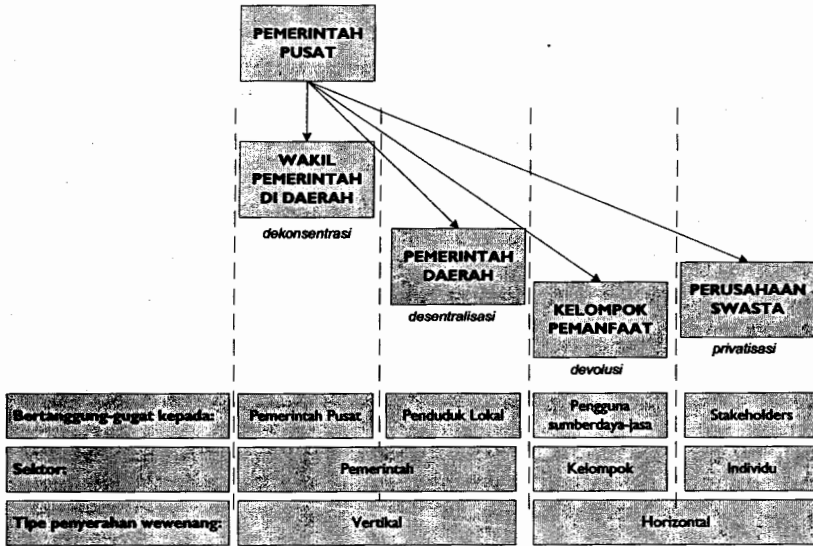 PEMERINTAH
PUSAT
WAKIL
PEMERINTAH
DI DAERAH
dekonsentrasi
PEMERINTAH
DAERAH
desentralisasi
KELOMPOK
PEMANFAAT
devolusi
PERUSAHAAN
SWASTA
privatisasi
Bertanggung-gugat kepada:
Pemerintah Pusat
Penduduk Lokal
Pengguna
sumberdaya-jasa
Stakeholders
Sektor:
Pemerintah
Kelompok
Individu
Tipe penyerahan wewenang:
Vertikal
Horizontal